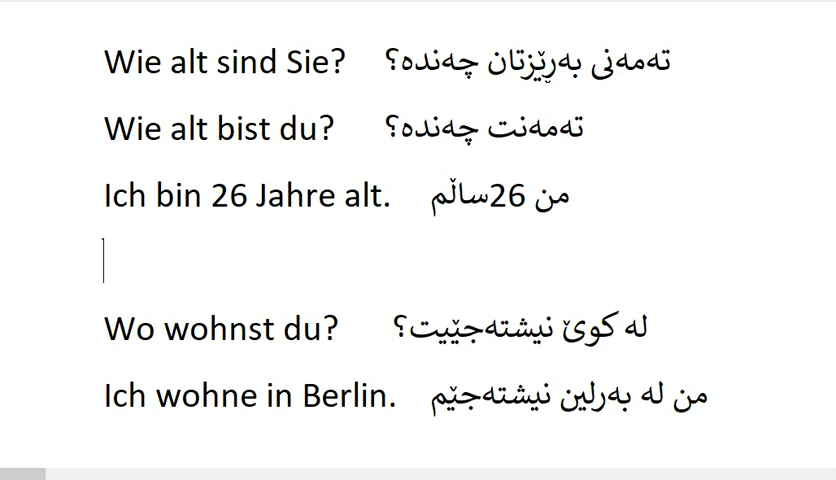 Wie alt sind Sie? تەمەنی بەڕێزتان چەندە؟
Wie alt bist du? تەمەنت چەندە؟
Ich bin 26 Jahre alt. من 26ساڵم
Wo wohnst du? لە کوێ نیشتەجێیت؟
Ich wohne in Berlin. من لە بەرلین نیشتەجێم